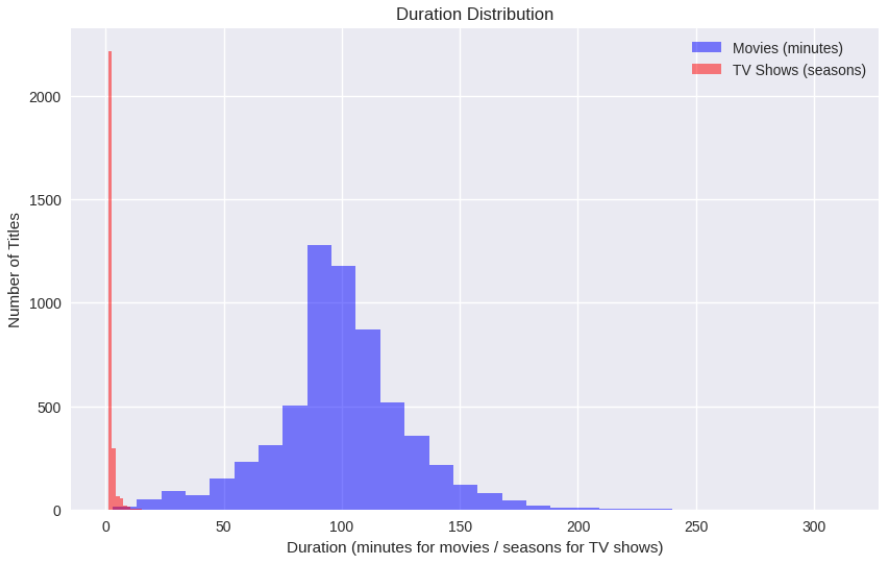 Duration Distribution
Movies (minutes)
TV Shows (seasons)
Number of Titles
2000
1500
1000
500
0
0 50 100 150 200 250 300
Duration (minutes for movies / seasons for TV shows)